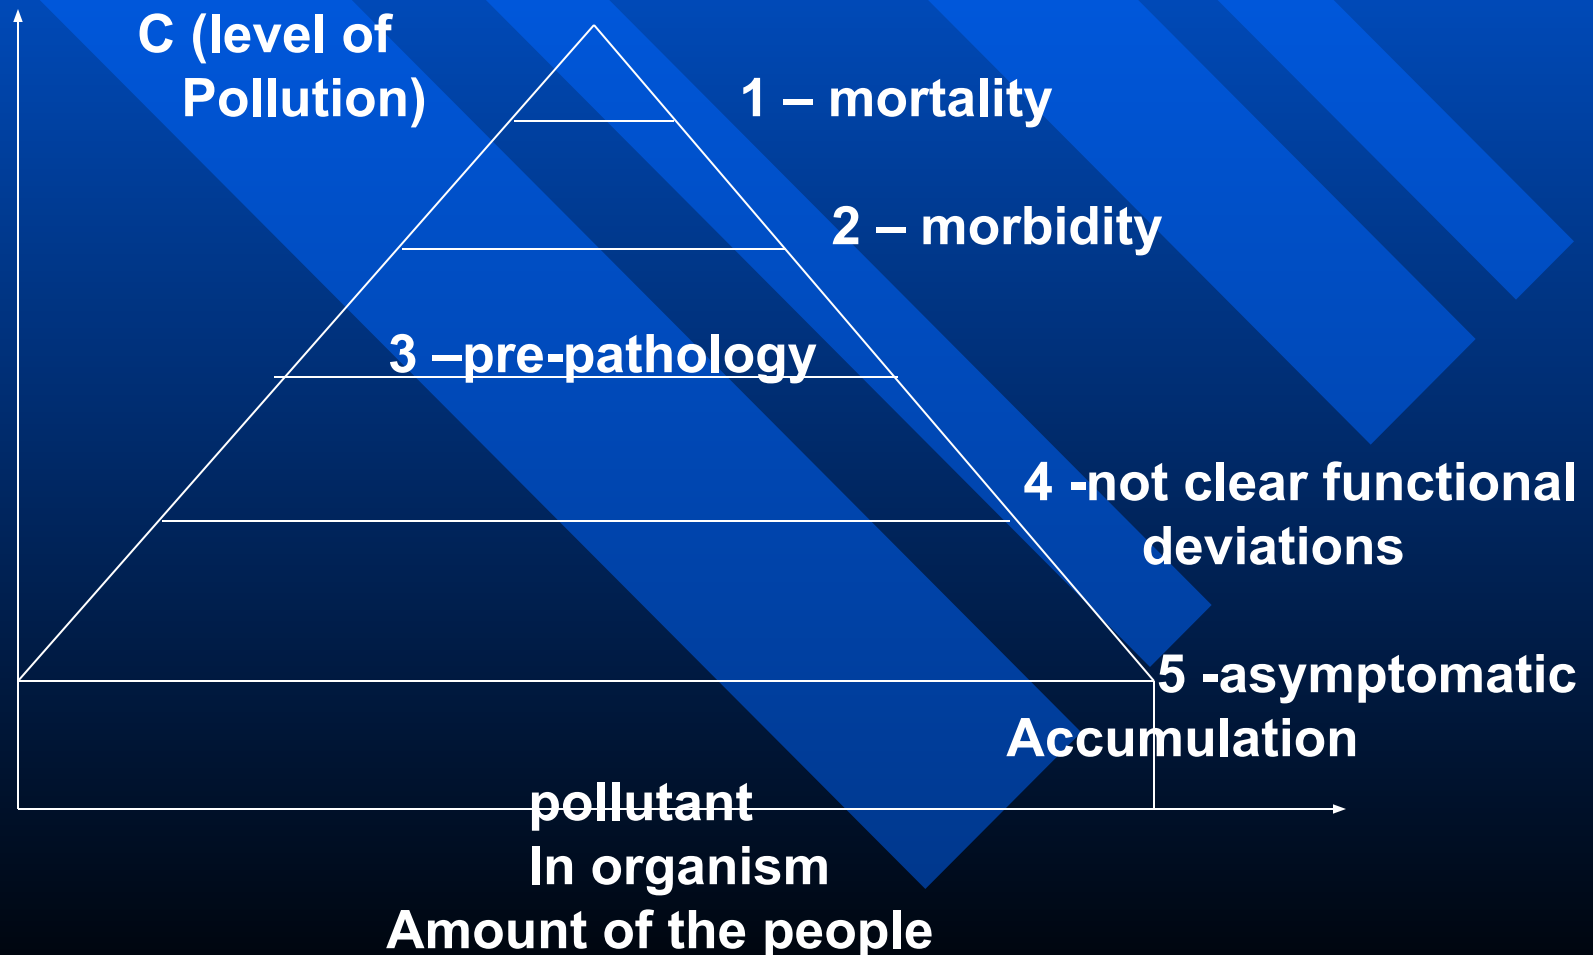 C (level of
Pollution)
1 – mortality
2 – morbidity
3 –pre-pathology
4 -not clear functional
deviations
5 -asymptomatic
Accumulation
pollutant
In organism
Amount of the people